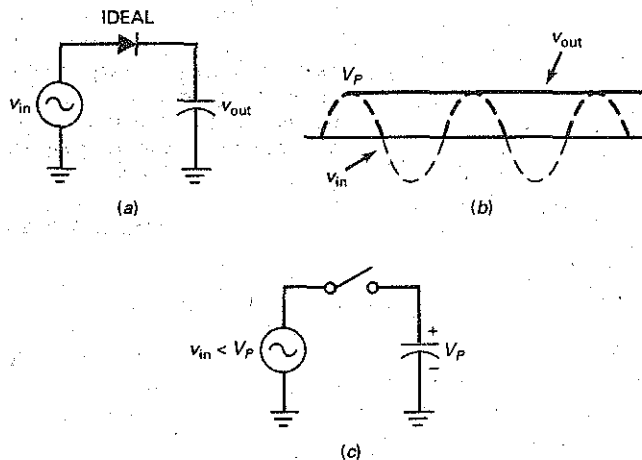 IDEAL
v_in
v_out
(a)
V_P
v_out
v_in
(b)
v_in < V_P
+
V_P
−
(c)